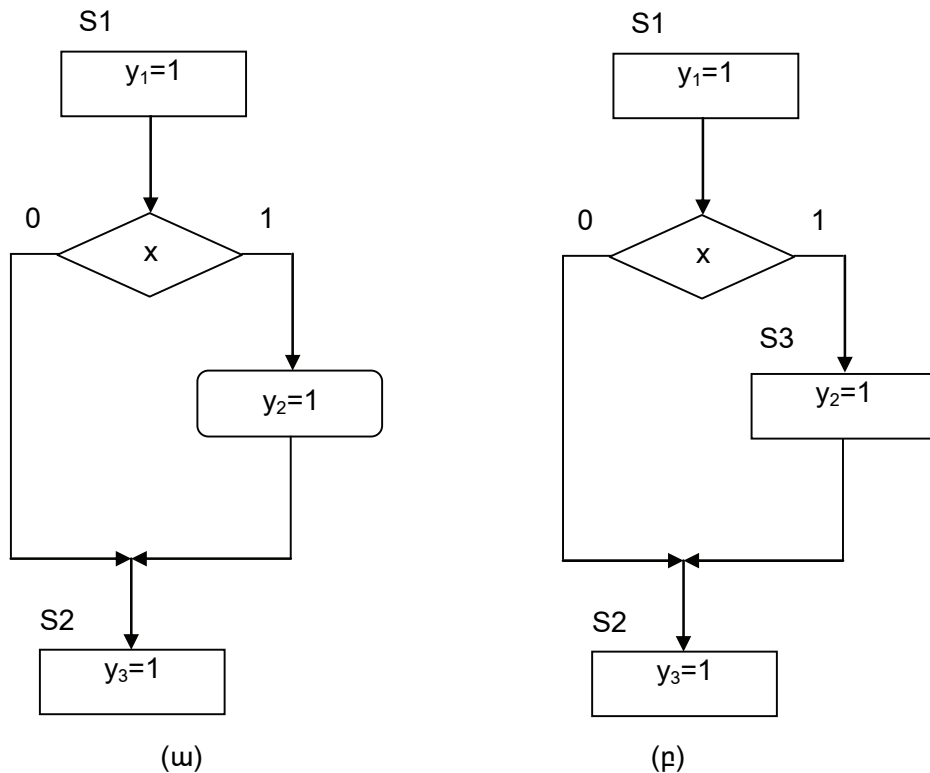 S1
y₁=1
0
1
x
y₂=1
S2
y₃=1
(ա)
S1
y₁=1
0
1
x
S3
y₂=1
S2
y₃=1
(բ)